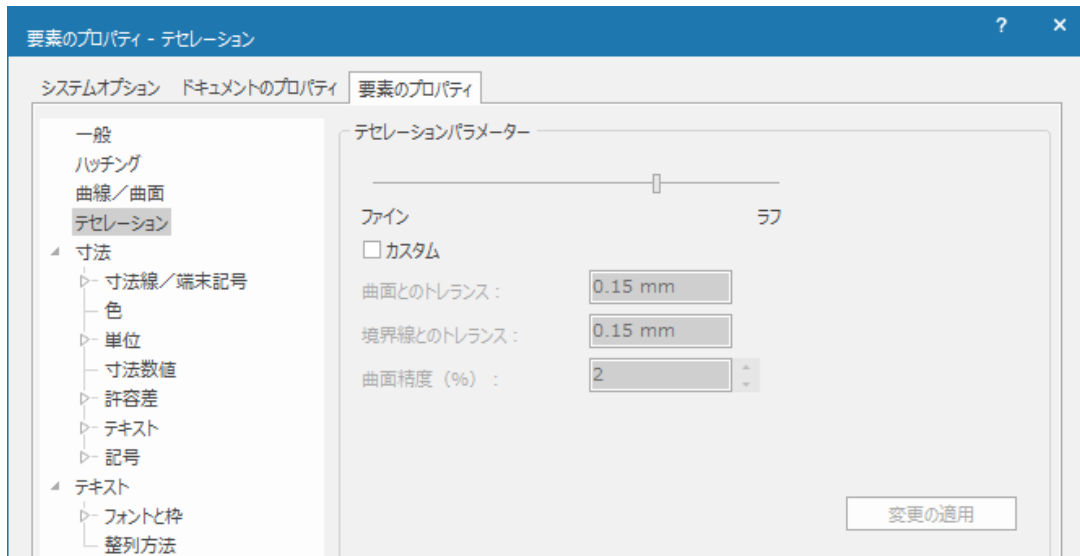 要素のプロパティ - テセレーション
? ×
システムオプション ドキュメントのプロパティ 要素のプロパティ
一般
ハッチング
曲線／曲面
テセレーション
寸法
寸法線／端末記号
色
単位
寸法数値
許容差
テキスト
記号
テキスト
フォントと枠
整列方法
テセレーションパラメーター
ファイン ラフ
カスタム
曲面とのトレランス： 0.15 mm
境界線とのトレランス： 0.15 mm
曲面精度（%）： 2
変更の適用